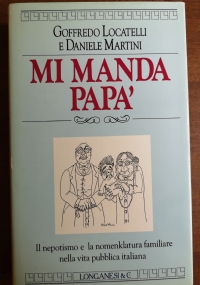 GOFFREDO LOCATELLI
E DANIELE MARTINI
MI MANDA
PAPA'
Il nepotismo e la nomenklatura familiare
nella vita pubblica italiana
LONGANESI & C.